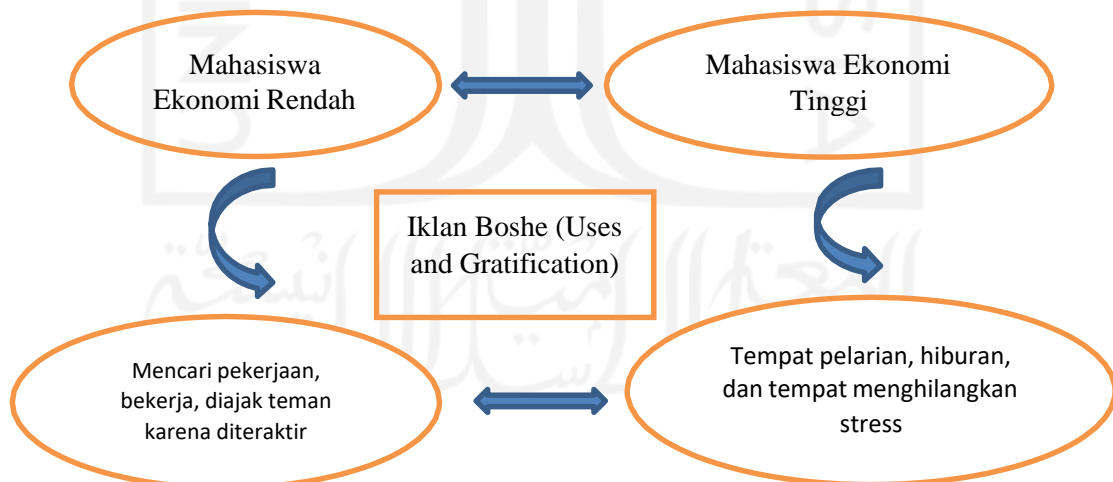 Mahasiswa
Ekonomi Rendah
Mahasiswa Ekonomi
Tinggi
Iklan Boshe (Uses
and Gratification)
Mencari pekerjaan,
bekerja, diajak teman
karena diteraktir
Tempat pelarian, hiburan,
dan tempat menghilangkan
stress